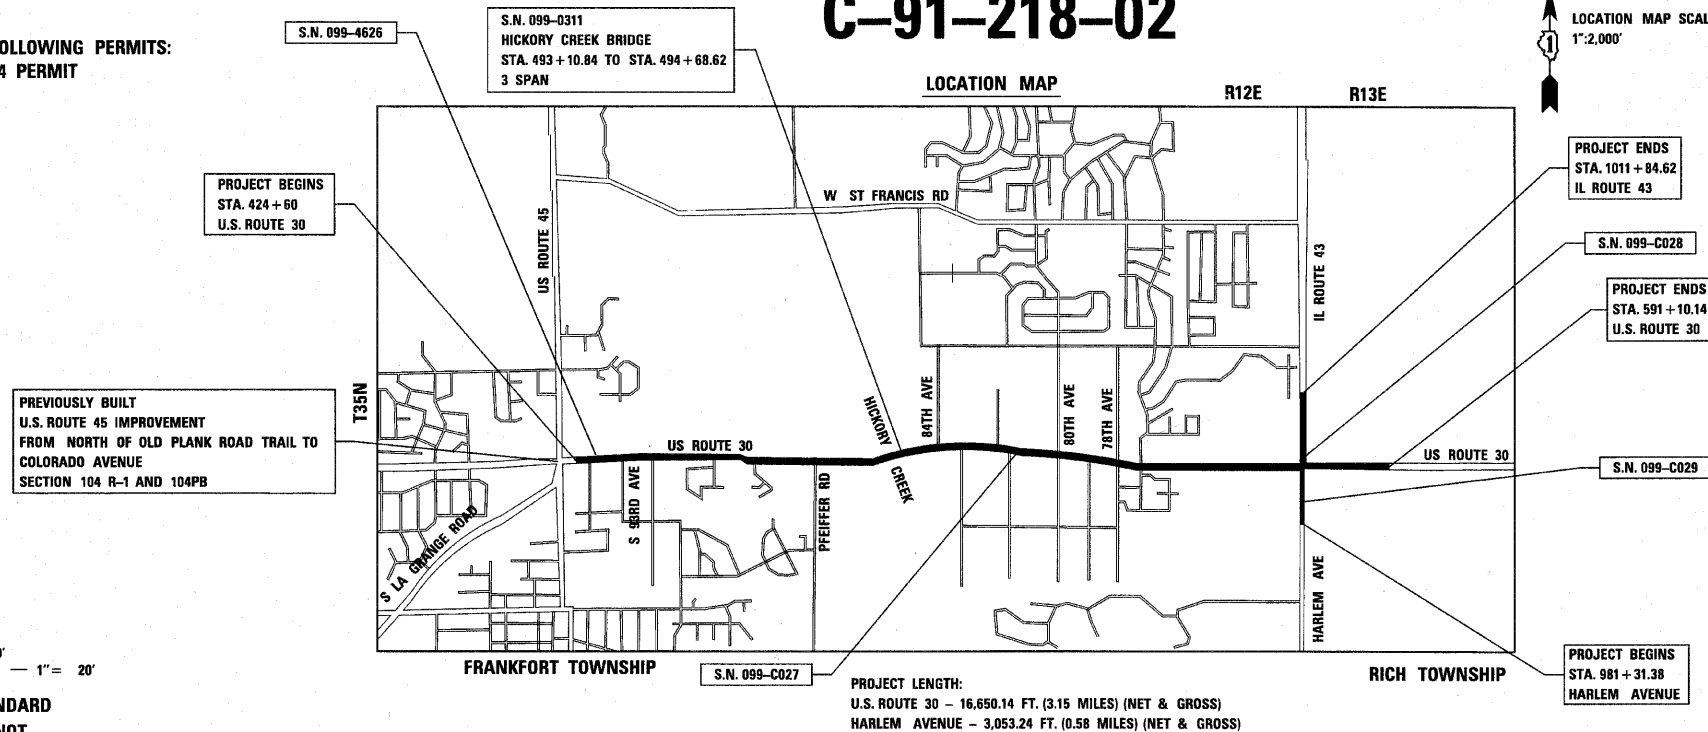 C–91–218–02
OLLOWING PERMITS:
4 PERMIT
S.N. 099–4626
S.N. 099–0311
HICKORY CREEK BRIDGE
STA. 493+10.84 TO STA. 494+68.62
3 SPAN
LOCATION MAP
R12E
R13E
LOCATION MAP SCAL
1":2,000'
1
PROJECT BEGINS
STA. 424+60
U.S. ROUTE 30
PROJECT ENDS
STA. 1011+84.62
IL ROUTE 43
S.N. 099–C028
PROJECT ENDS
STA. 591+10.14
U.S. ROUTE 30
W ST FRANCIS RD
US ROUTE 45
IL ROUTE 43
T35N
PREVIOUSLY BUILT
U.S. ROUTE 45 IMPROVEMENT
FROM NORTH OF OLD PLANK ROAD TRAIL TO
COLORADO AVENUE
SECTION 104 R–1 AND 104PB
US ROUTE 30
HICKORY
CREEK
84TH AVE
80TH AVE
78TH AVE
US ROUTE 30
S.N. 099–C029
S 93RD AVE
PFEIFFER RD
S LA GRANGE ROAD
HARLEM AVE
FRANKFORT TOWNSHIP
S.N. 099–C027
RICH TOWNSHIP
PROJECT BEGINS
STA. 981+31.38
HARLEM AVENUE
PROJECT LENGTH:
U.S. ROUTE 30 – 16,650.14 FT. (3.15 MILES) (NET & GROSS)
HARLEM AVENUE – 3,053.24 FT. (0.58 MILES) (NET & GROSS)
— 1"= 20'
NDARD
NOT